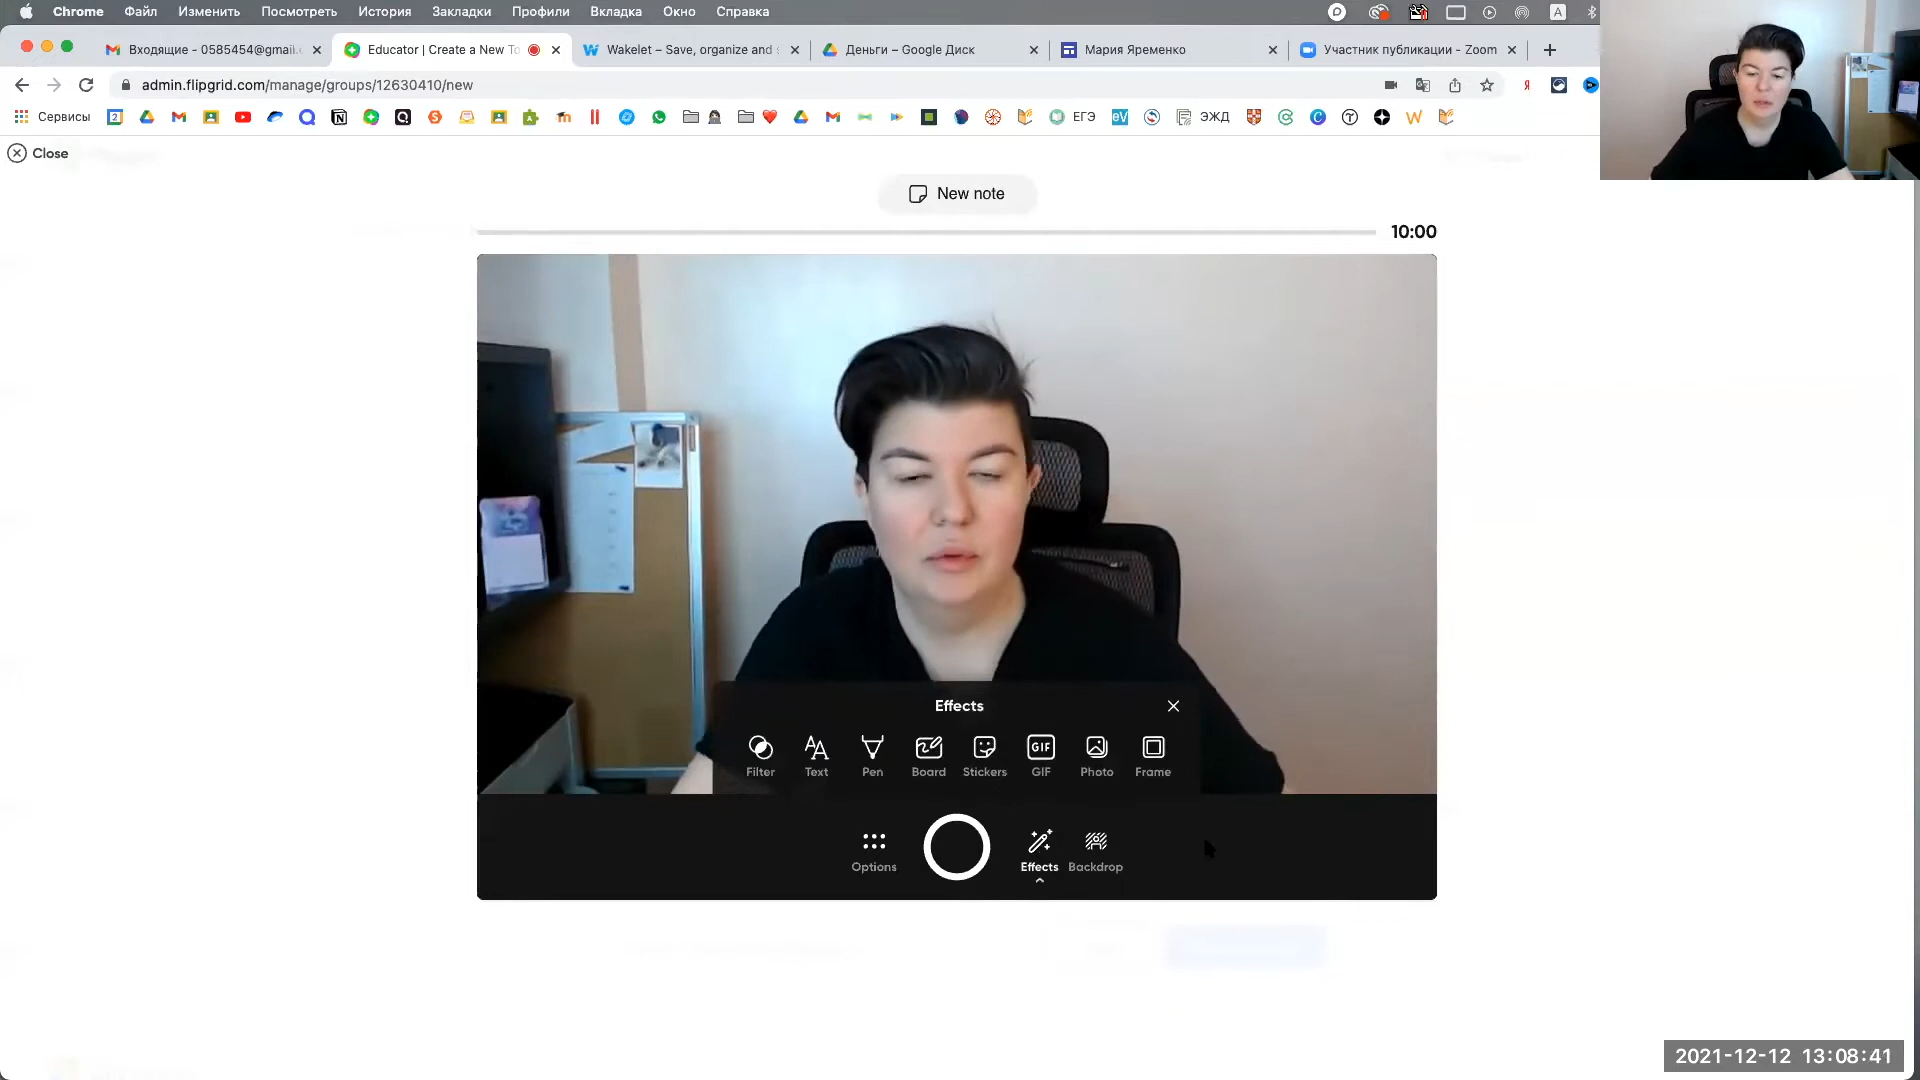 Chrome Файл Изменить Посмотреть История Закладки Профили Вкладка Окно Справка
Входящие - 0585454@gmail.
Educator | Create a New To
Wakelet – Save, organize and
Деньги – Google Диск
Мария Яременко
Участник публикации - Zoom
admin.flipgrid.com/manage/groups/12630410/new
Сервисы ЕГЭ eV ЭЖД
Close
New note
10:00
Effects
GIF
Filter Text Pen Board Stickers GIF Photo Frame
Options Effects Backdrop
2021-12-12 13:08:41